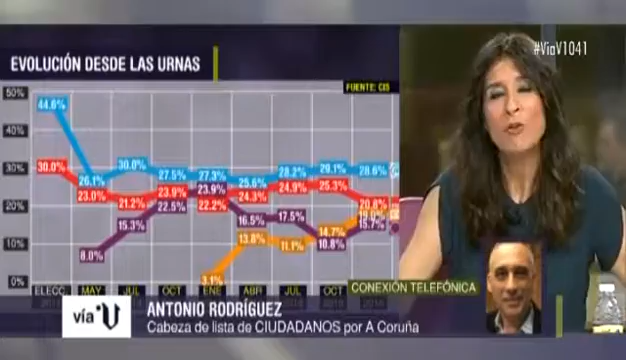 #ViaV1041
EVOLUCIÓN DESDE LAS URNAS
FUENTE: CIS
50%
40%
30%
20%
10%
0%
44.6% 26.1% 30.0% 27.5% 27.3% 25.6% 28.2% 29.1% 28.6%
30.0% 23.0% 21.2% 23.9% 22.2% 24.3% 24.9% 25.3% 20.8%
8.0% 15.3% 22.5% 23.9% 16.5% 17.5% 10.8% 15.7%
3.1% 13.8% 11.1% 14.7% 19.0%
ELECC. MAY JUL OCT ENE ABR JUL OCT
CONEXIÓN TELEFÓNICA
vía V
ANTONIO RODRÍGUEZ
Cabeza de lista de CIUDADANOS por A Coruña